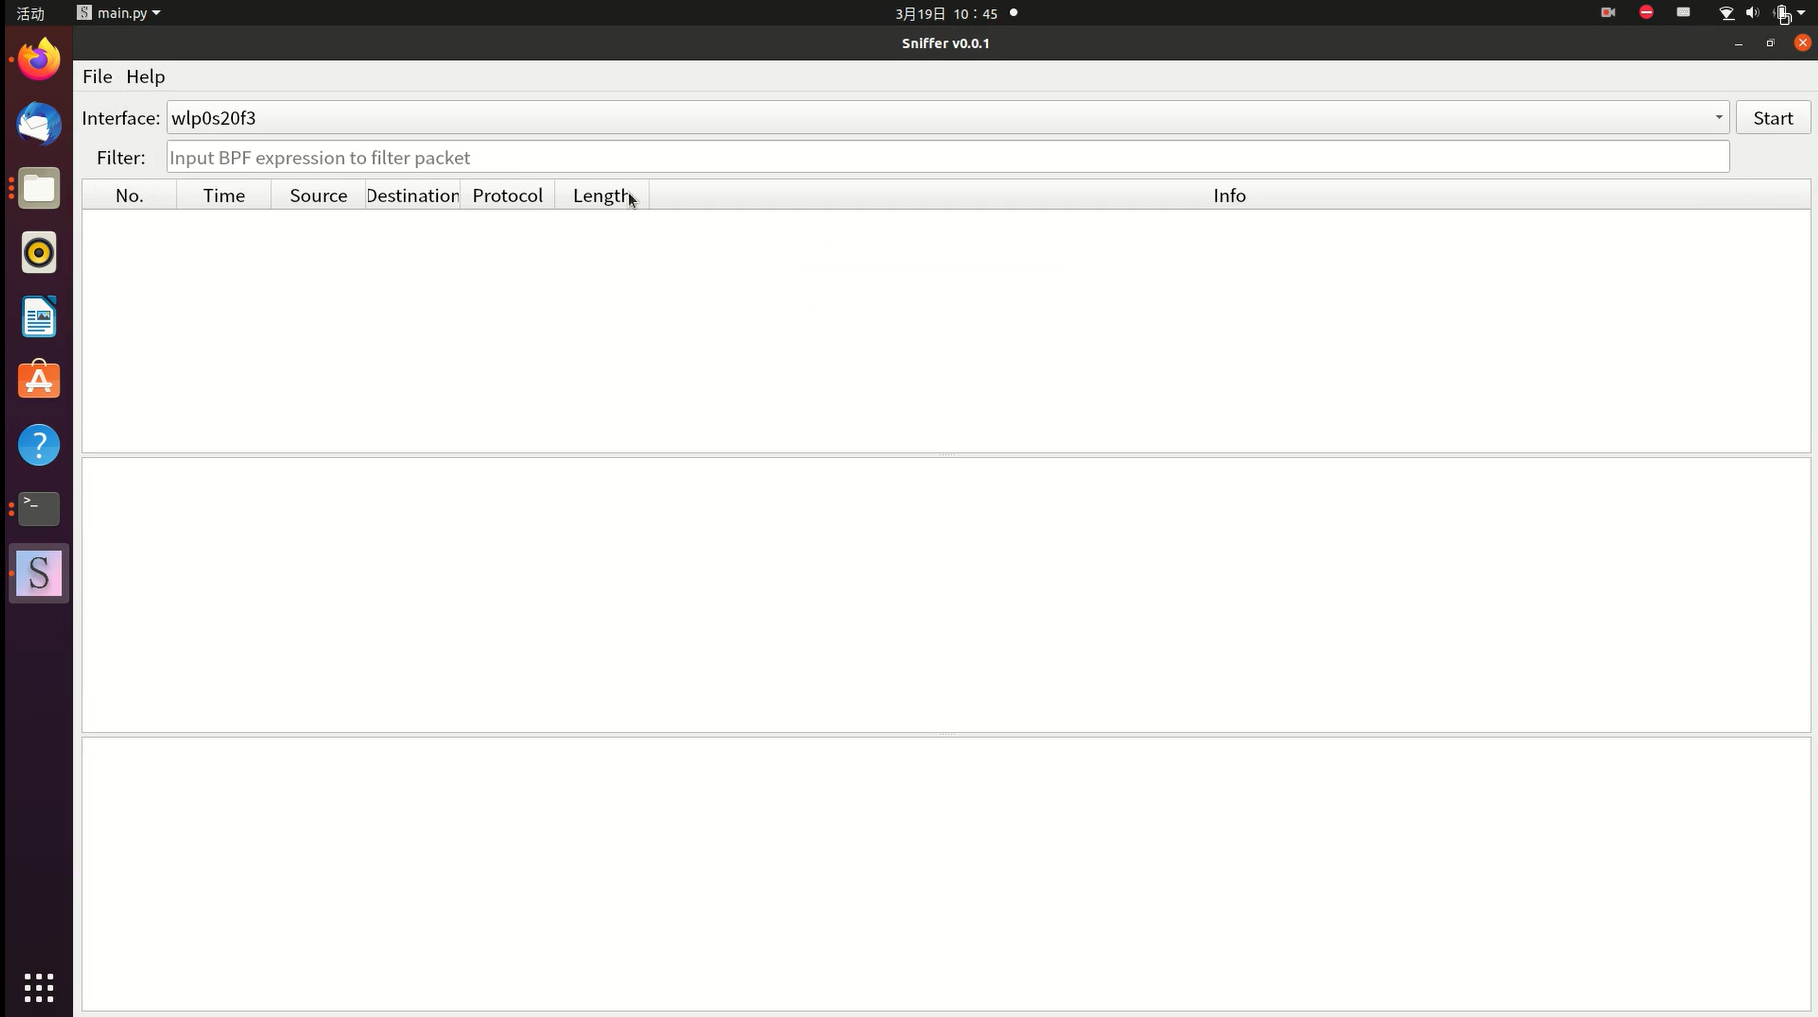 活动 main.py 3月19日 10：45
Sniffer v0.0.1
File Help
Interface: wlp0s20f3 Start
Filter: Input BPF expression to filter packet
No. Time Source Destination Protocol Length Info
S